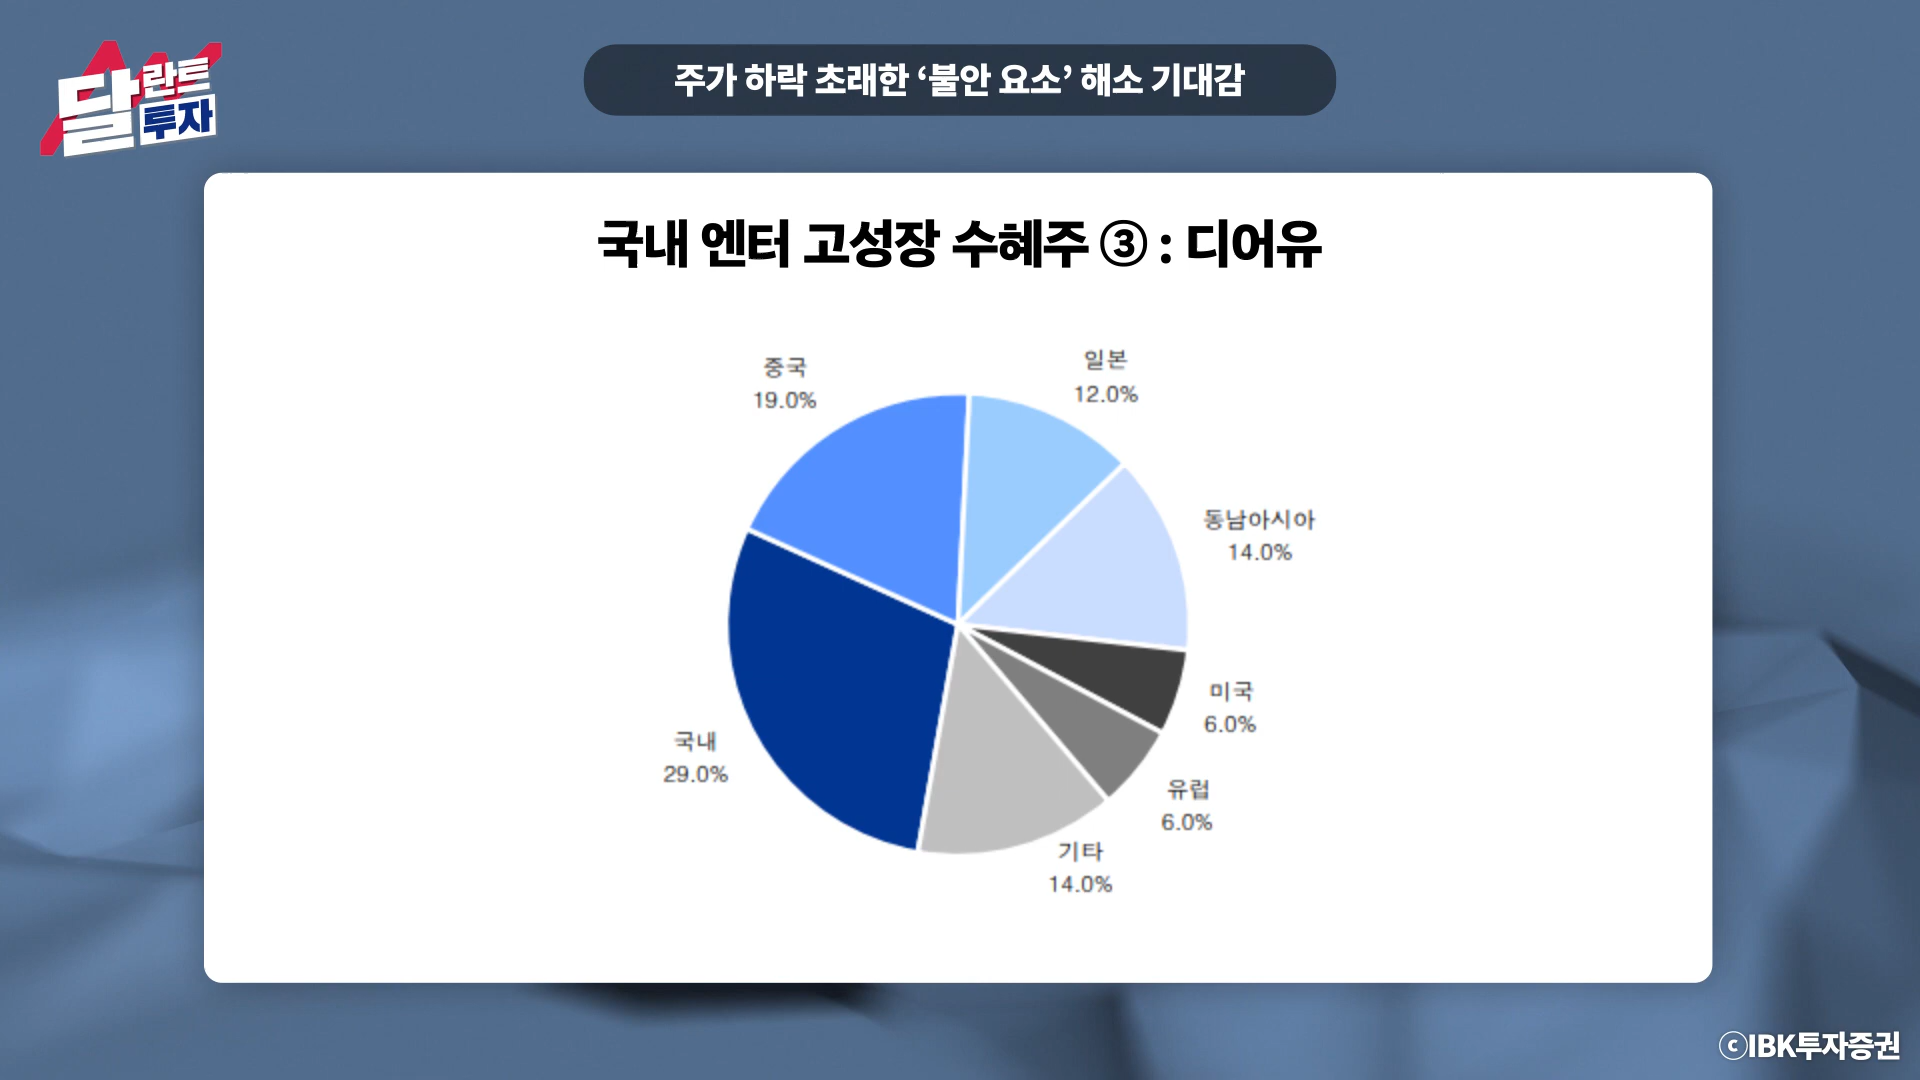 달란트
투자
주가 하락 초래한 ‘불안 요소’ 해소 기대감
국내 엔터 고성장 수혜주 ③ : 디어유
중국
19.0%
일본
12.0%
동남아시아
14.0%
미국
6.0%
유럽
6.0%
기타
14.0%
국내
29.0%
ⓒIBK투자증권